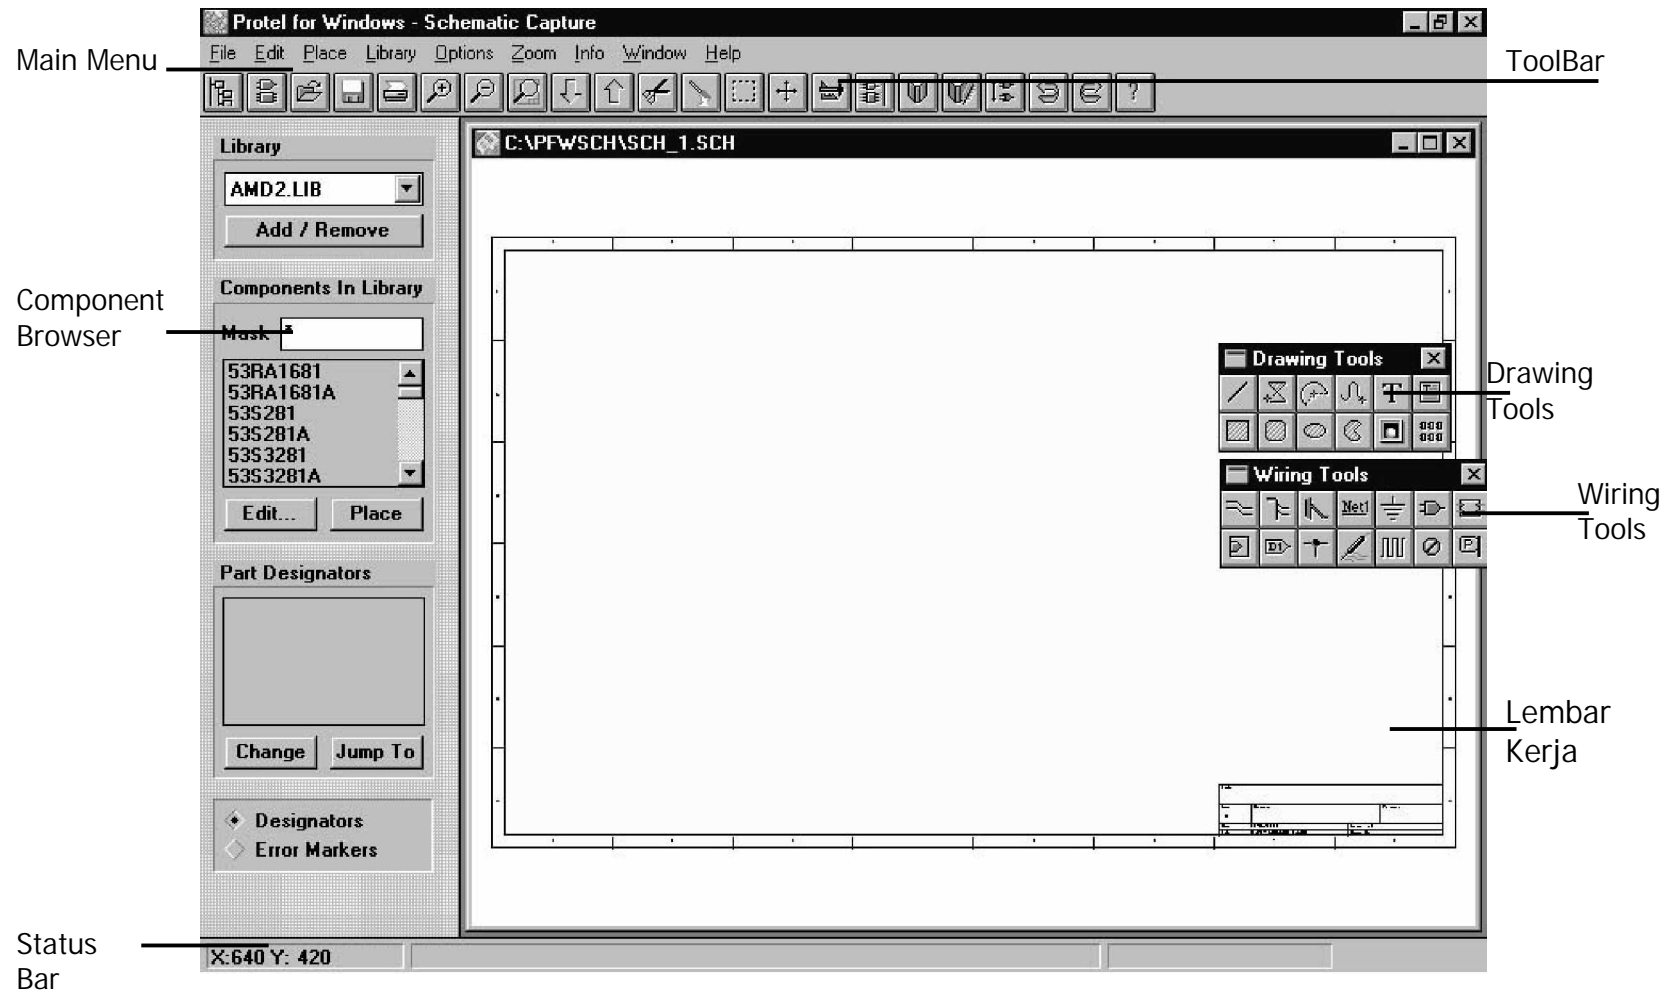 Protel for Windows - Schematic Capture
Main Menu
File Edit Place Library Options Zoom Info Window Help
ToolBar
?
Library
C:\PFWSCH\SCH_1.SCH
AMD2.LIB
Add / Remove
Components In Library
Component
Browser
Mask *
53RA1681
53RA1681A
53S281
53S281A
53S3281
53S3281A
Edit... Place
Drawing Tools
T
Drawing
Tools
Wiring Tools
Net1
D1
P
Wiring
Tools
Part Designators
Change Jump To
Lembar
Kerja
Designators
Error Markers
Status
Bar
X:640 Y: 420